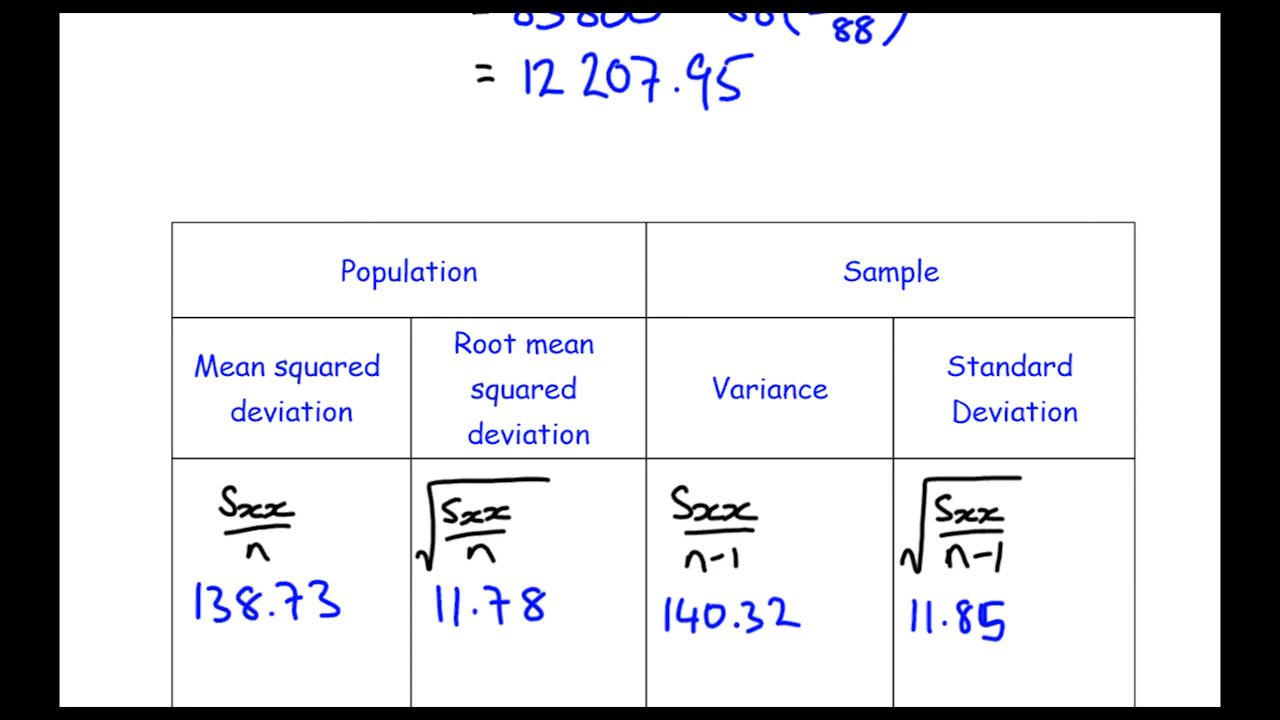 88
= 12 207.95
Population
Sample
Mean squared
deviation
Root mean
squared
deviation
Variance
Standard
Deviation
Sxx
n
√Sxx
n
Sxx
n-1
√Sxx
n-1
138.73
11.78
140.32
11.85